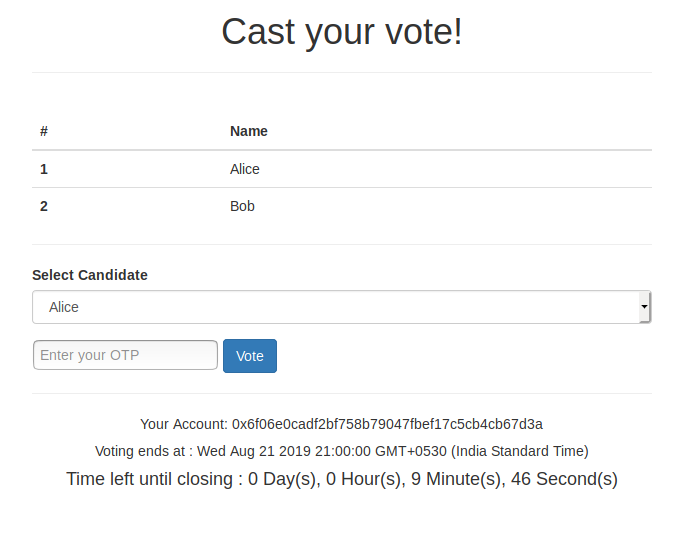 Cast your vote!
# Name
1 Alice
2 Bob
Select Candidate
Alice
Enter your OTP Vote
Your Account: 0x6f06e0cadf2bf758b79047fbef17c5cb4cb67d3a
Voting ends at : Wed Aug 21 2019 21:00:00 GMT+0530 (India Standard Time)
Time left until closing : 0 Day(s), 0 Hour(s), 9 Minute(s), 46 Second(s)